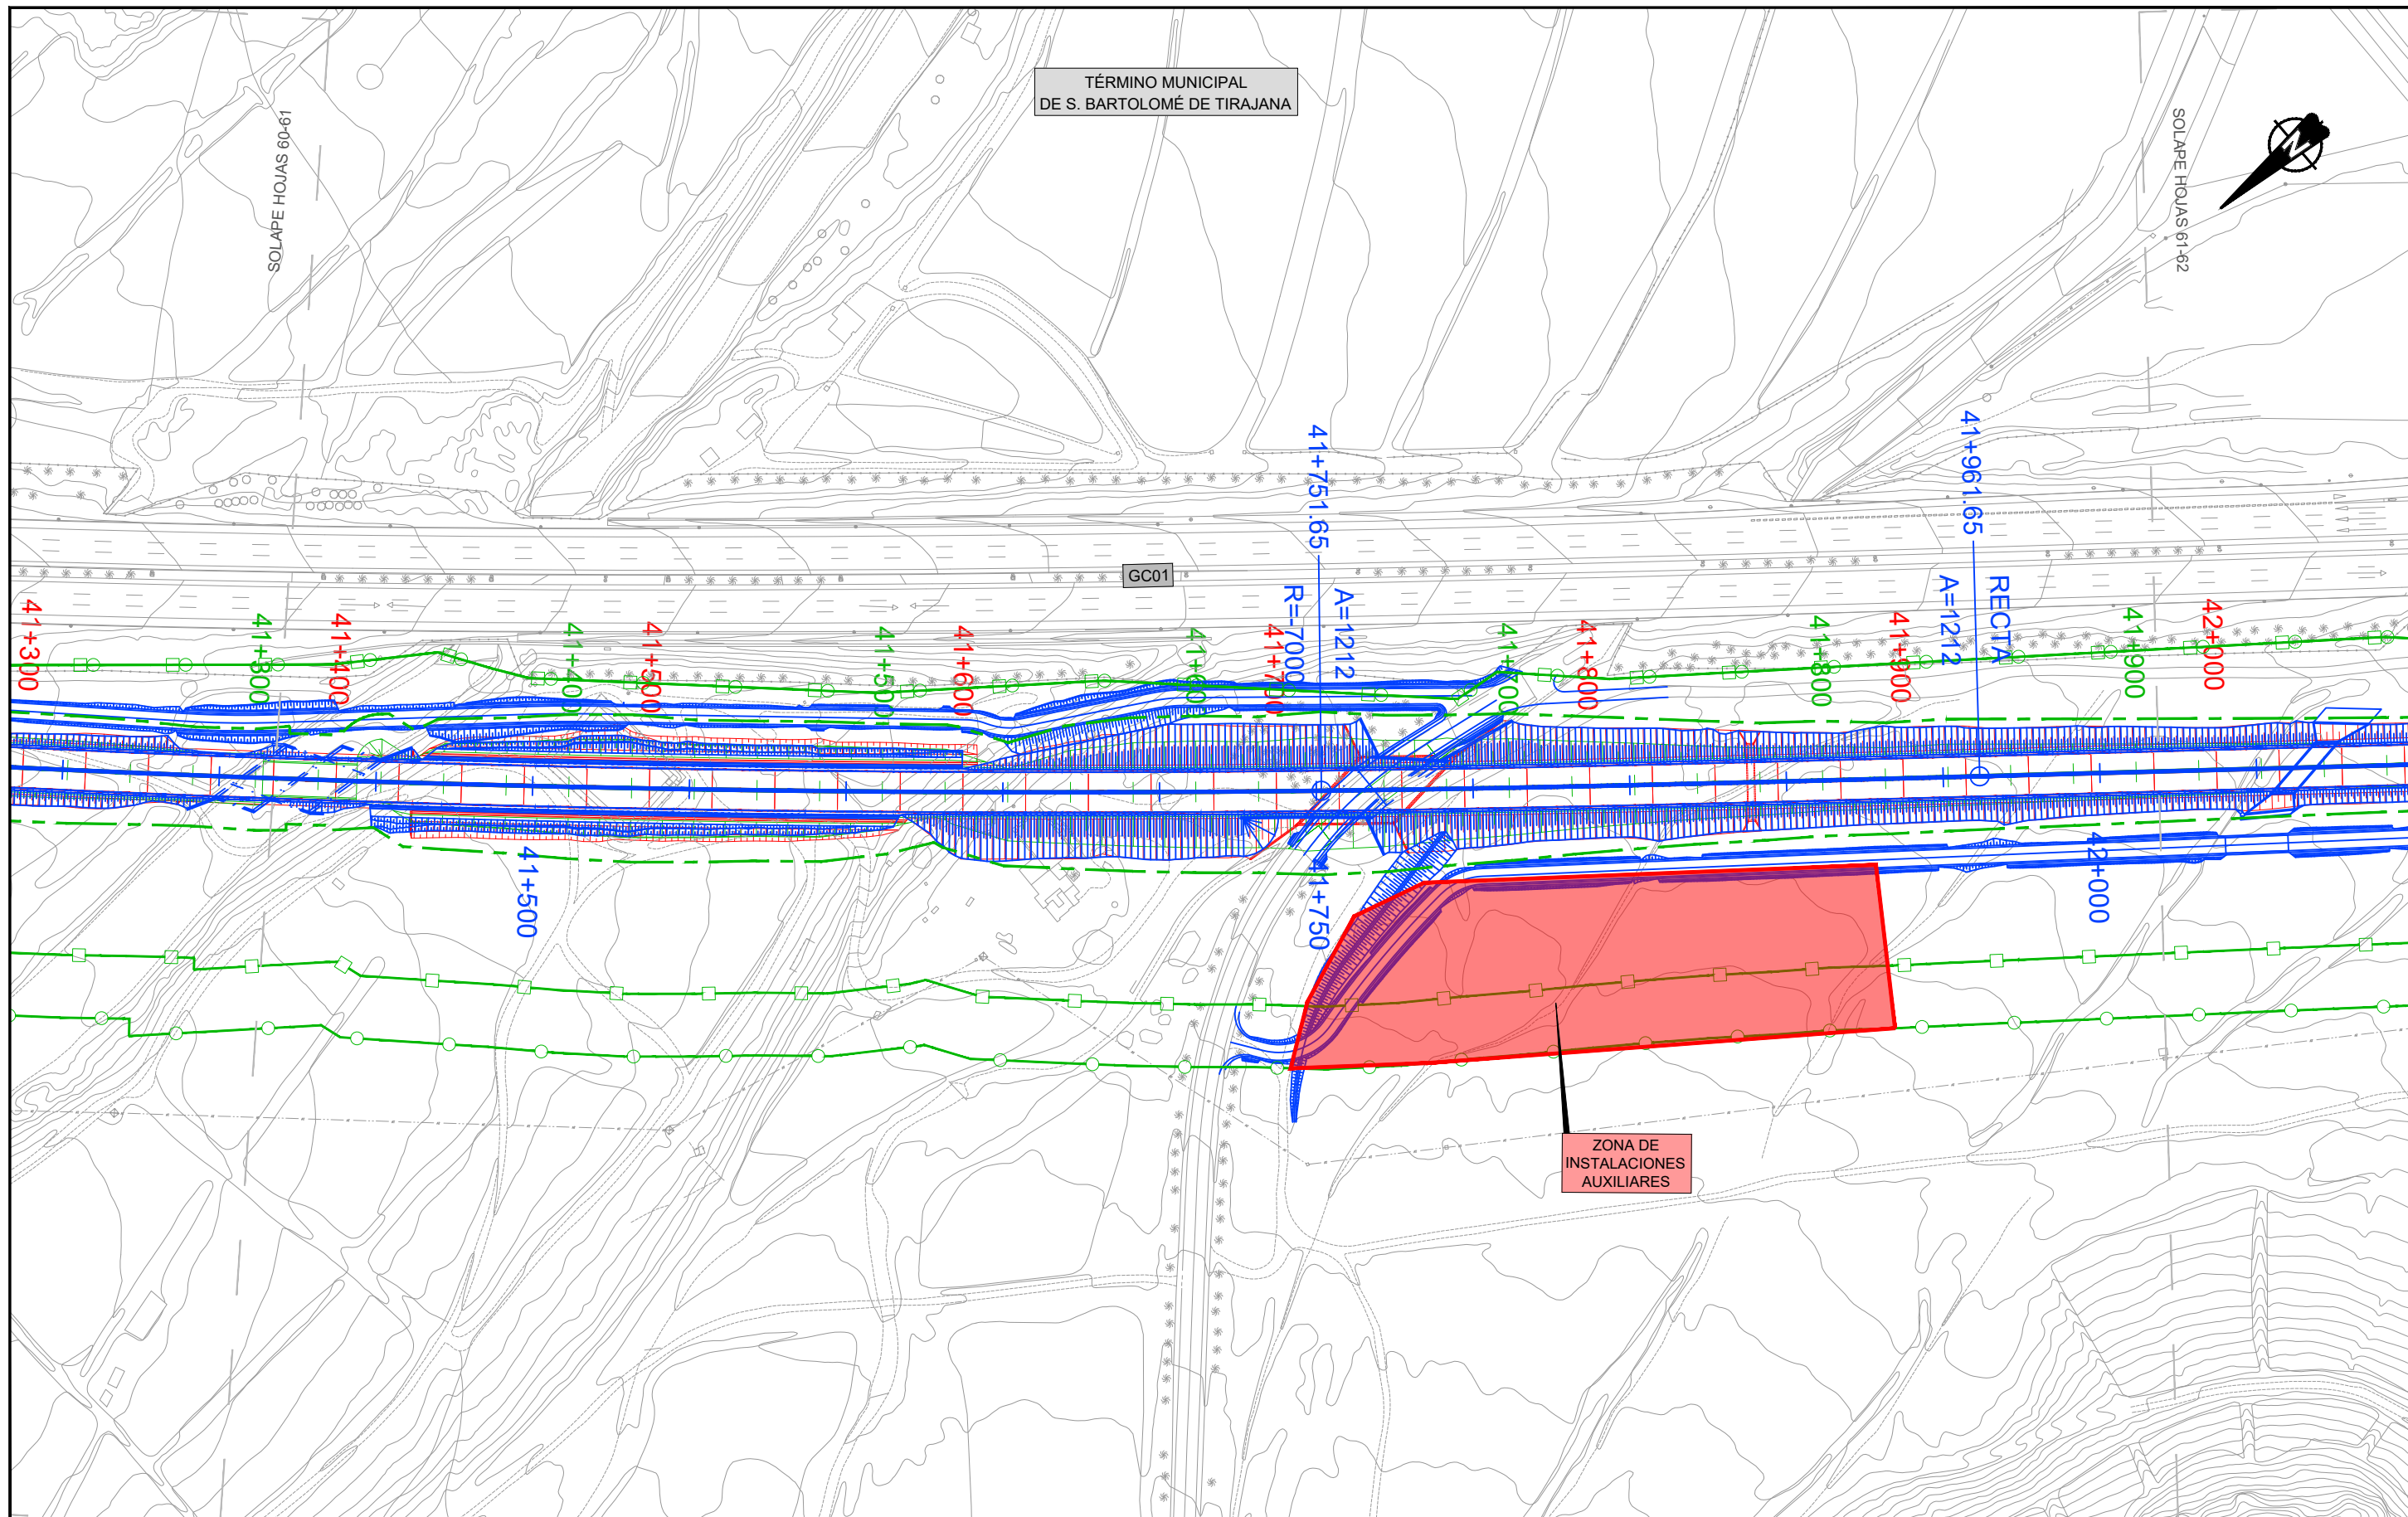 TÉRMINO MUNICIPAL
DE S. BARTOLOMÉ DE TIRAJANA
SOLAPE HOJAS 60-61
SOLAPE HOJAS 61-62
N
GC01
41+751.65
A=1212
R=-7000
41+961.65
RECTA
A=1212
41+300
41+300
41+400
41+400
41+500
41+500
41+600
41+600
41+700
41+700
41+800
41+800
41+900
41+900
42+000
41+500
41+750
42+000
ZONA DE
INSTALACIONES
AUXILIARES